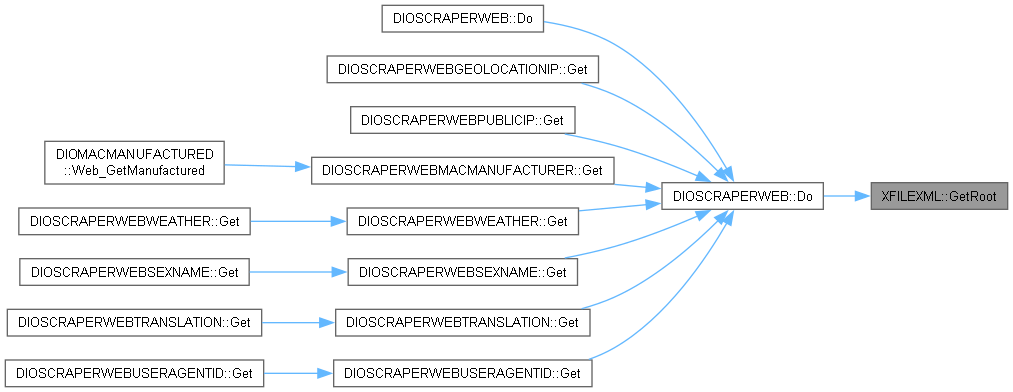 DIOSCRAPERWEB::Do
DIOSCRAPERWEBGEOLOCATIONIP::Get
DIOSCRAPERWEBPUBLICIP::Get
DIOMACMANUFACTURED
::Web_GetManufactured
DIOSCRAPERWEBMACMANUFACTURER::Get
DIOSCRAPERWEB::Do
XFILEXML::GetRoot
DIOSCRAPERWEBWEATHER::Get
DIOSCRAPERWEBWEATHER::Get
DIOSCRAPERWEBSEXNAME::Get
DIOSCRAPERWEBSEXNAME::Get
DIOSCRAPERWEBTRANSLATION::Get
DIOSCRAPERWEBTRANSLATION::Get
DIOSCRAPERWEBUSERAGENTID::Get
DIOSCRAPERWEBUSERAGENTID::Get